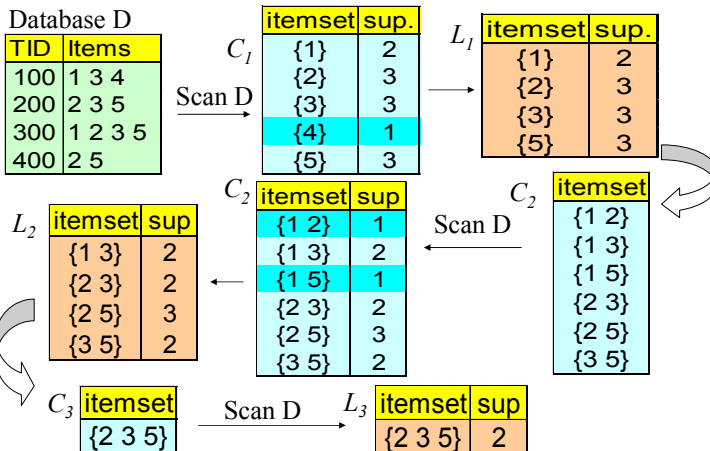 Database D
TID Items
100 1 3 4
200 2 3 5
300 1 2 3 5
400 2 5
Scan D
C1
itemset sup.
{1} 2
{2} 3
{3} 3
{4} 1
{5} 3
L1
itemset sup.
{1} 2
{2} 3
{3} 3
{5} 3
C2
itemset
{1 2}
{1 3}
{1 5}
{2 3}
{2 5}
{3 5}
Scan D
C2
itemset sup
{1 2} 1
{1 3} 2
{1 5} 1
{2 3} 2
{2 5} 3
{3 5} 2
L2
itemset sup
{1 3} 2
{2 3} 2
{2 5} 3
{3 5} 2
C3
itemset
{2 3 5}
Scan D
L3
itemset sup
{2 3 5} 2